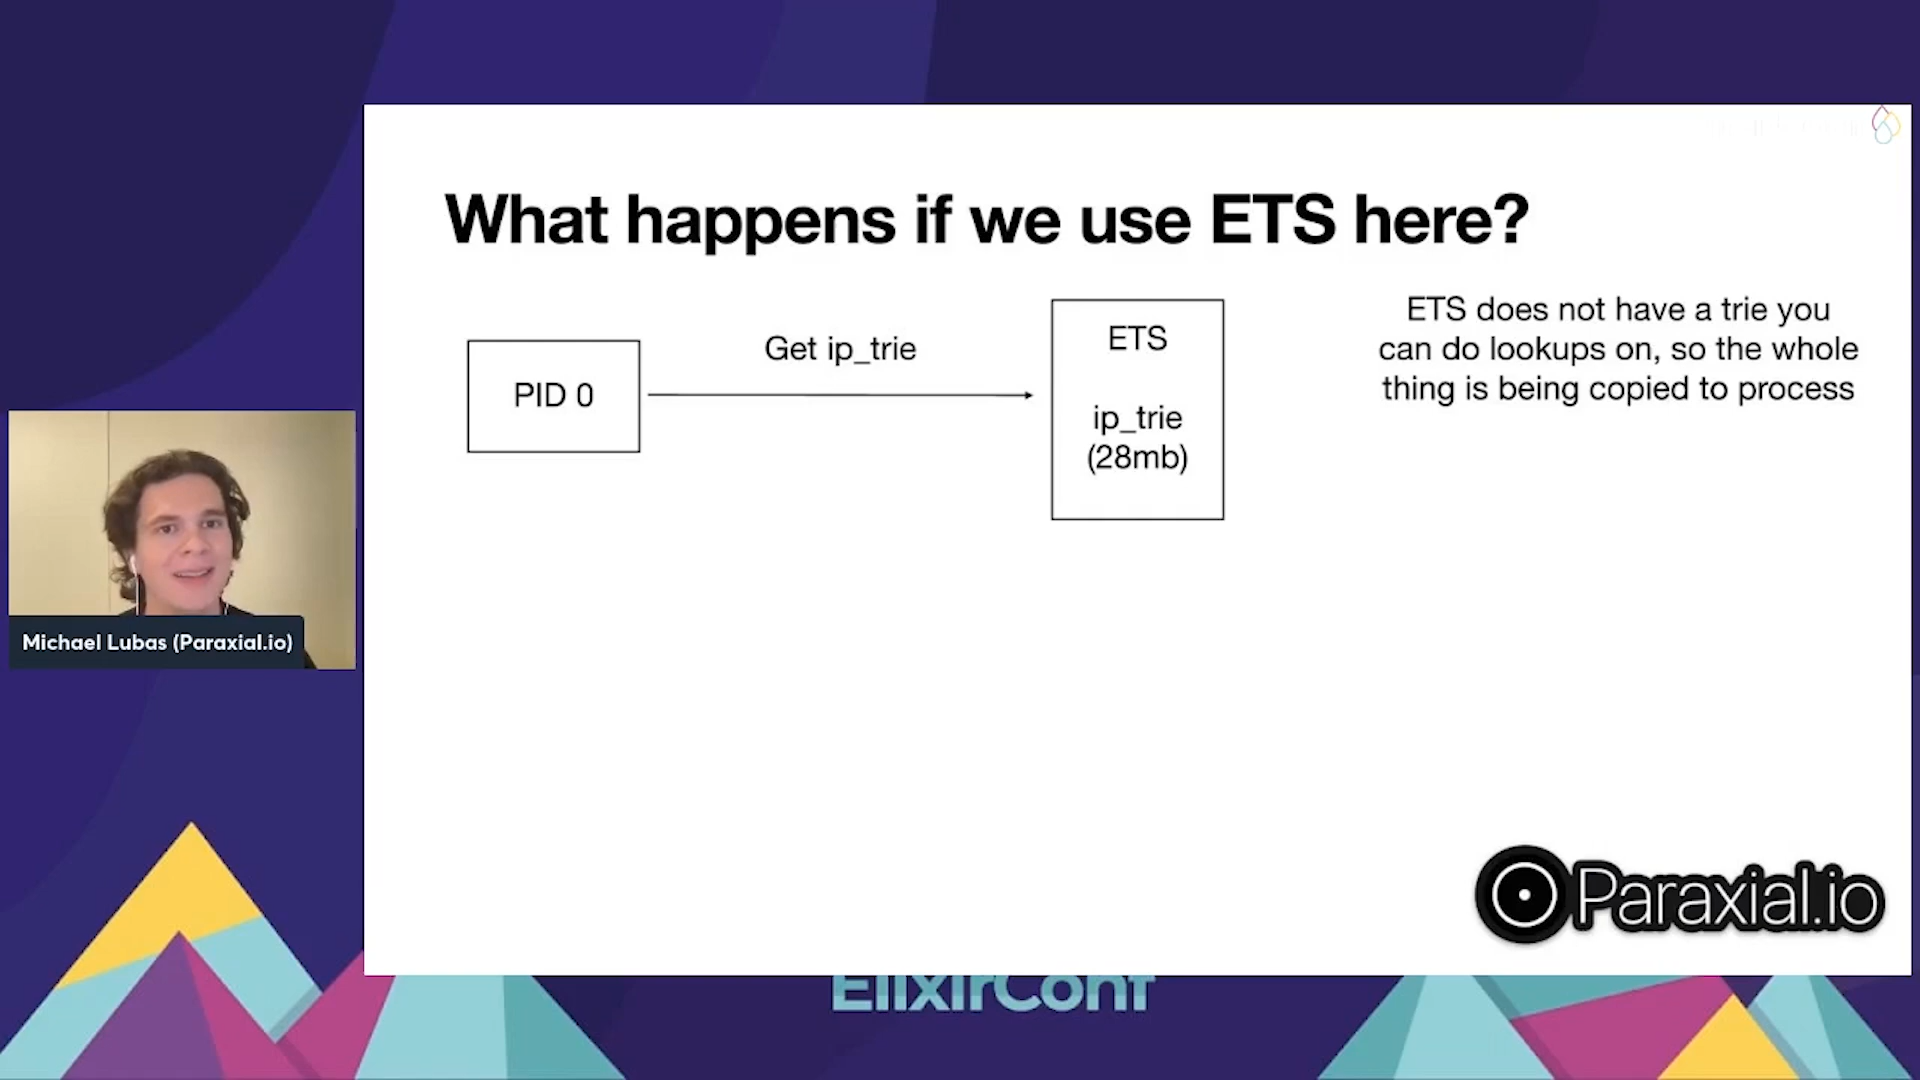 What happens if we use ETS here?
PID 0
Get ip_trie
ETS
ip_trie
(28mb)
ETS does not have a trie you
can do lookups on, so the whole
thing is being copied to process
Michael Lubas (Paraxial.io)
Paraxial.io
ElixirConf